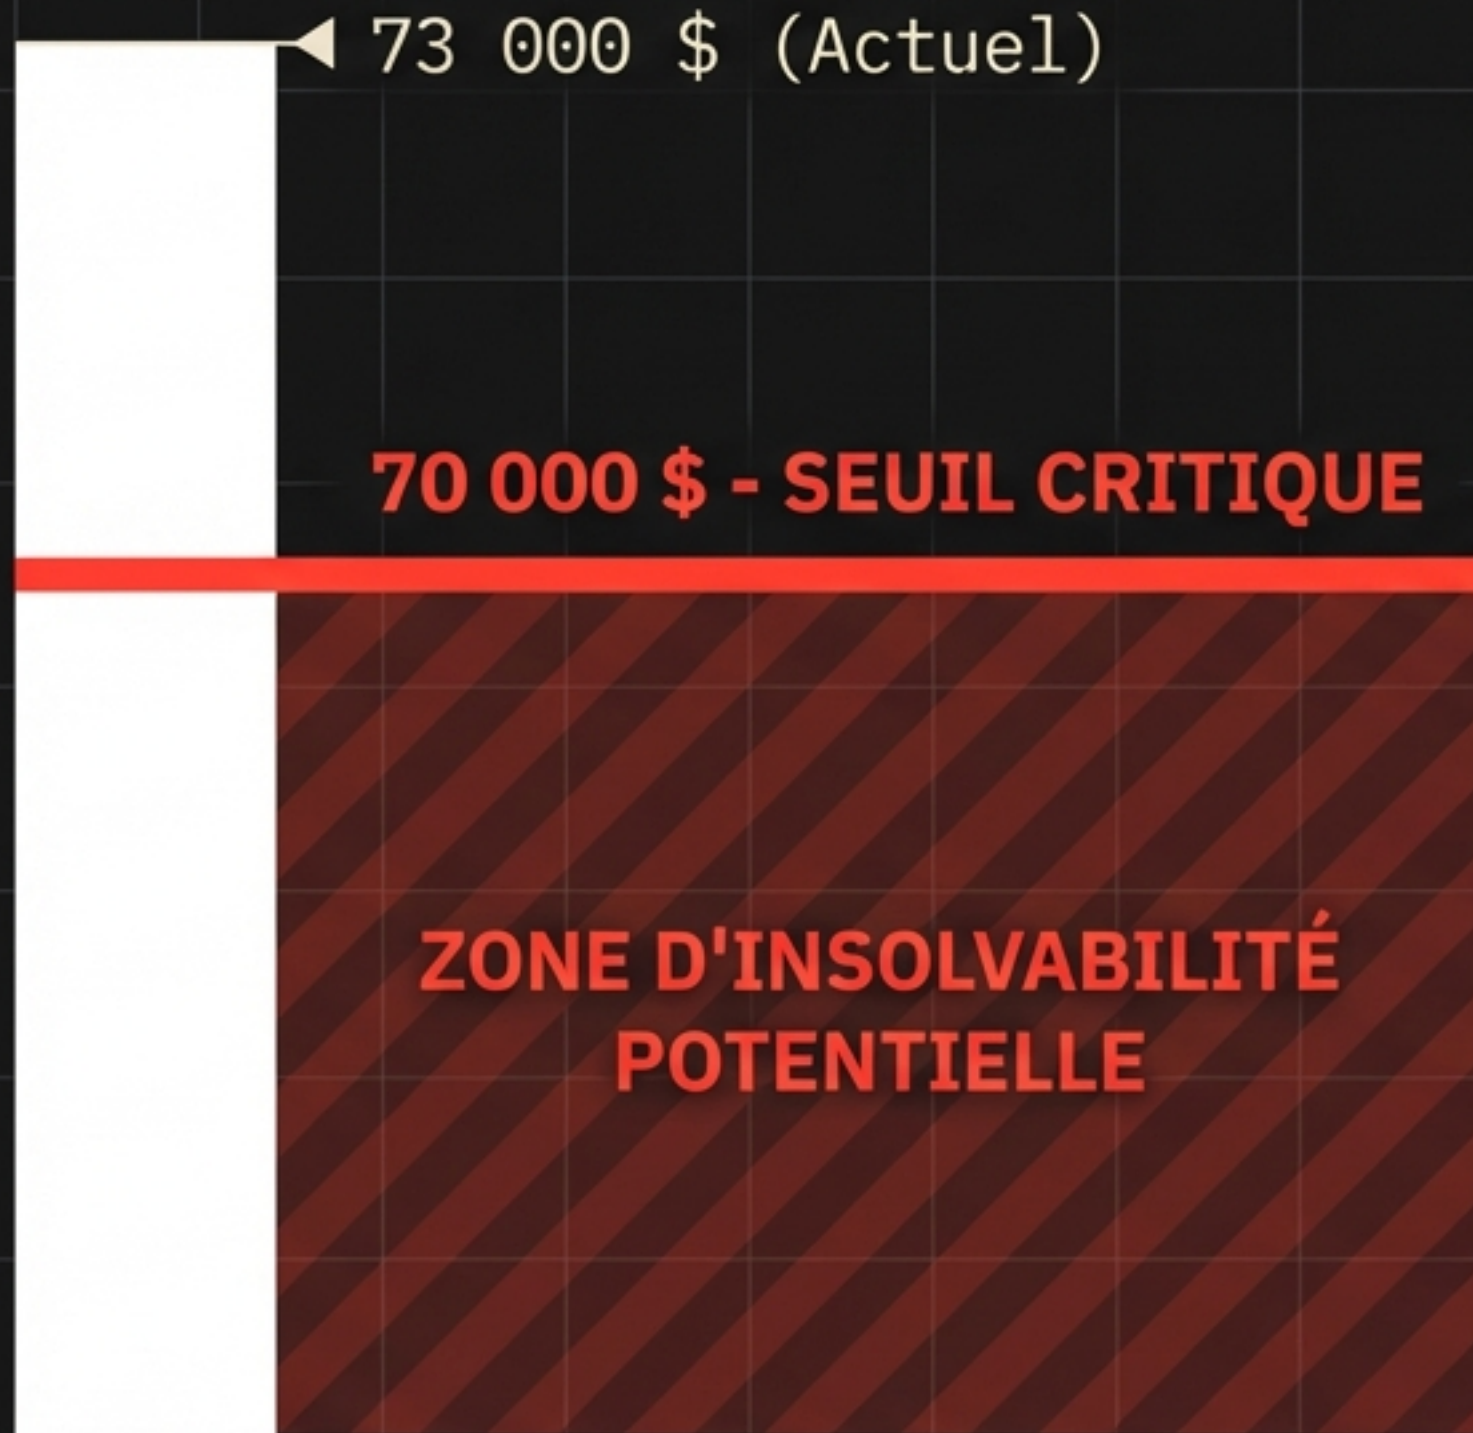 73 000 $ (Actuel)
70 000 $ - SEUIL CRITIQUE
ZONE D'INSOLVABILITÉ
POTENTIELLE